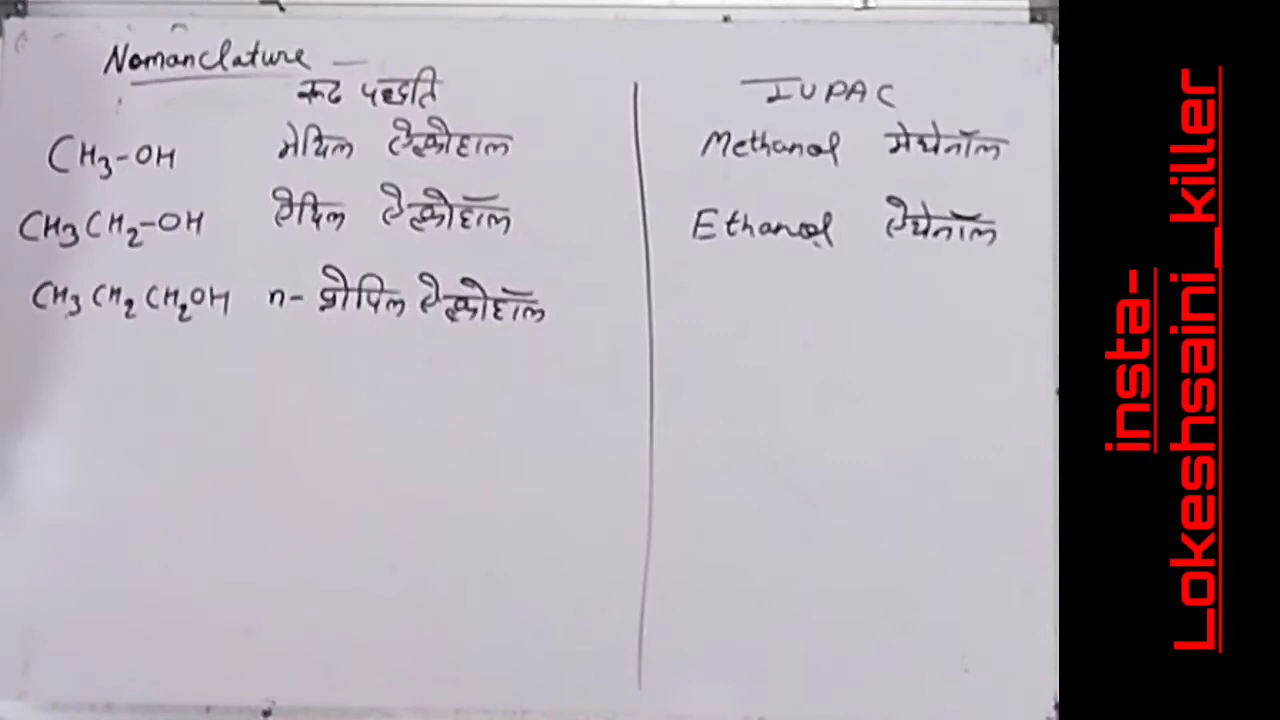 Nomanclature –
रूढ पद्धति
IUPAC
CH3-OH मेथिल ऐल्कोहाल Methanol मेथेनॉल
CH3CH2-OH ऐथिल ऐल्कोहॉल Ethanol ऐथेनॉल
CH3CH2CH2OH n- प्रोपिल ऐल्कोहॉल
insta-
Lokeshsaini_killer